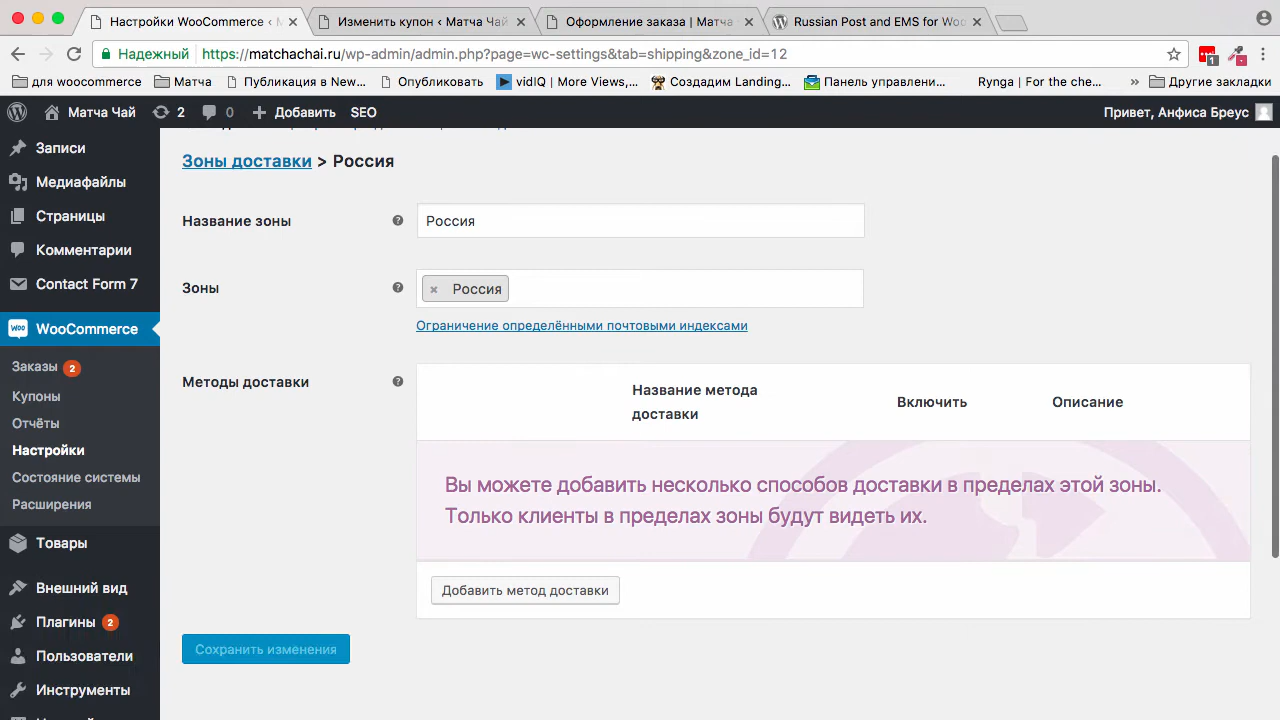 Настройки WooCommerce ‹ М
Изменить купон ‹ Матча Чай
Оформление заказа | Матча
Russian Post and EMS for Woo
Надежный
https://matchachai.ru/wp-admin/admin.php?page=wc-settings&tab=shipping&zone_id=12
1
для woocommerce
Матча
Публикация в New...
Опубликовать
vidIQ | More Views,...
Создадим Landing...
Панель управлени...
Rynga | For the che...
»
Другие закладки
Матча Чай
2
0
Добавить
SEO
Привет, Анфиса Бреус
Записи
Медиафайлы
Страницы
Комментарии
Contact Form 7
WooCommerce
Заказы 2
Купоны
Отчёты
Настройки
Состояние системы
Расширения
Товары
Внешний вид
Плагины 2
Пользователи
Инструменты
Зоны доставки > Россия
Название зоны
Россия
Зоны
× Россия
Ограничение определёнными почтовыми индексами
Методы доставки
Название метода
доставки
Включить
Описание
Вы можете добавить несколько способов доставки в пределах этой зоны.
Только клиенты в пределах зоны будут видеть их.
Добавить метод доставки
Сохранить изменения